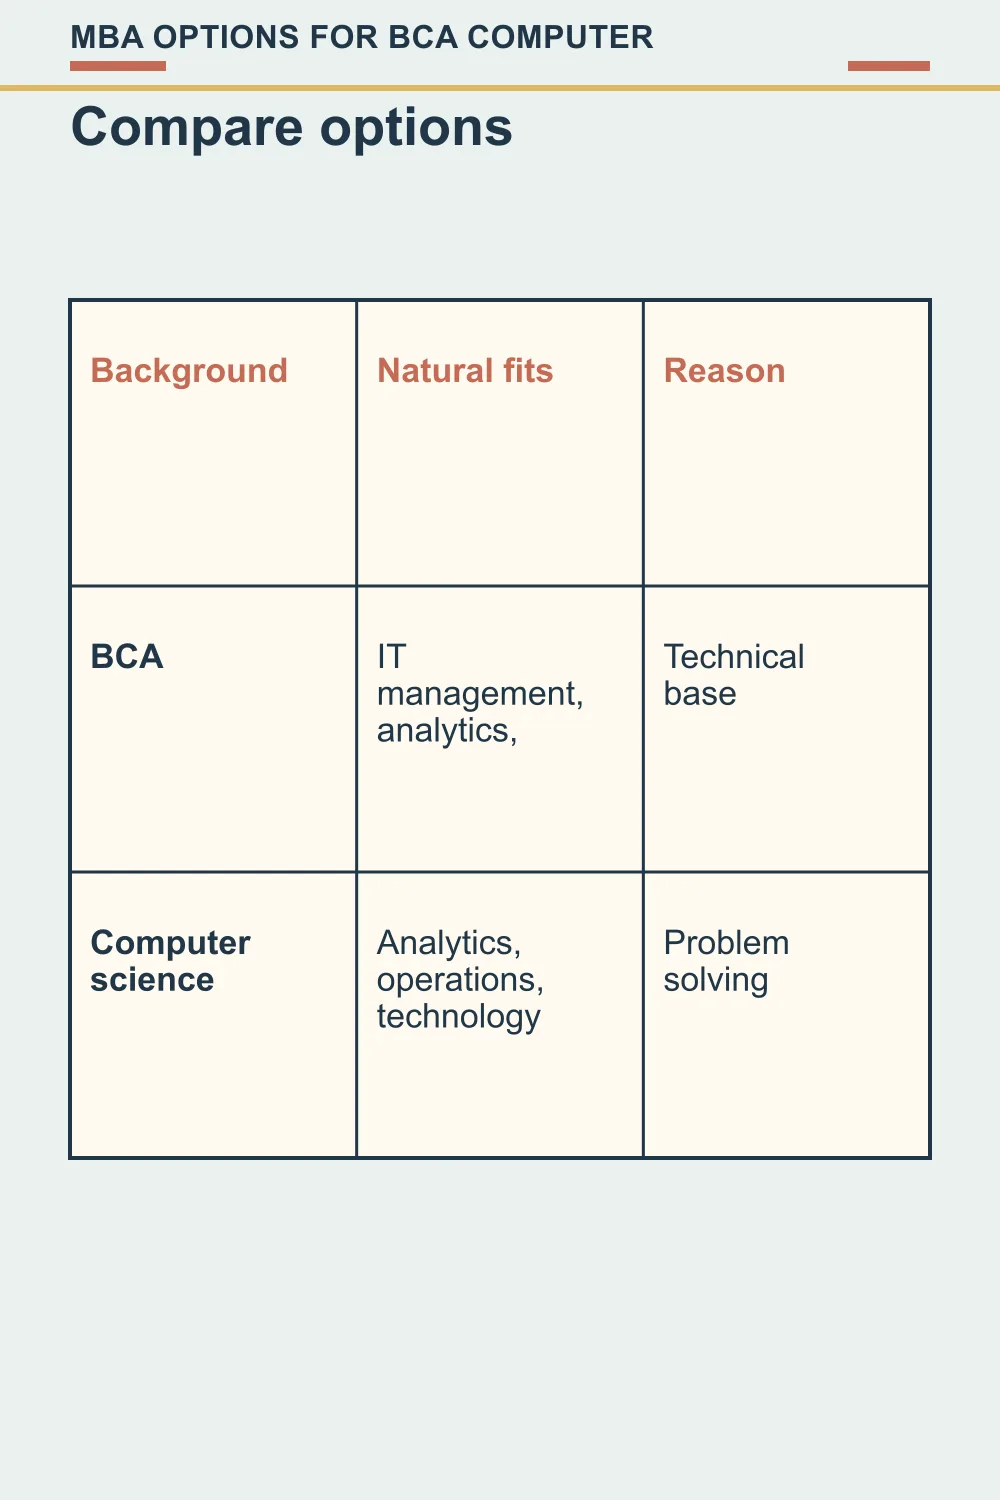 MBA OPTIONS FOR BCA COMPUTER
Compare options
Background
Natural fits
Reason
BCA
IT
management,
analytics,
Technical
base
Computer
science
Analytics,
operations,
technology
Problem
solving